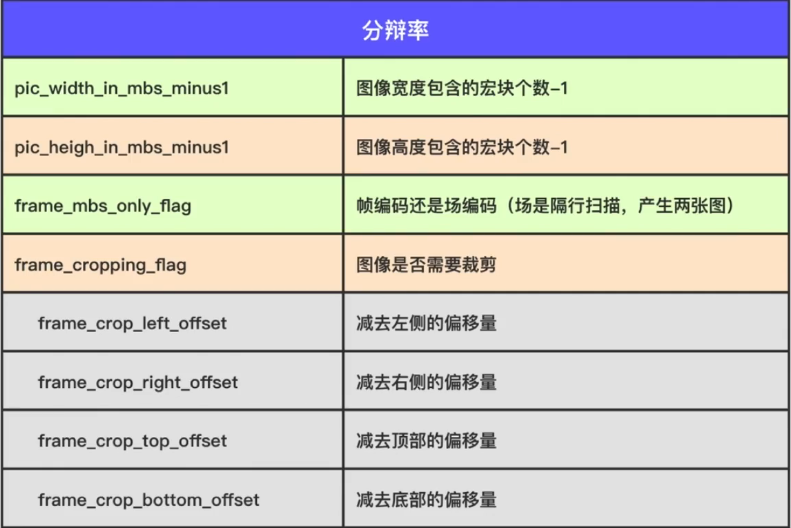 分辩率
pic_width_in_mbs_minus1
图像宽度包含的宏块个数-1
pic_heigh_in_mbs_minus1
图像高度包含的宏块个数-1
frame_mbs_only_flag
帧编码还是场编码（场是隔行扫描，产生两张图）
frame_cropping_flag
图像是否需要裁剪
frame_crop_left_offset
减去左侧的偏移量
frame_crop_right_offset
减去右侧的偏移量
frame_crop_top_offset
减去顶部的偏移量
frame_crop_bottom_offset
减去底部的偏移量